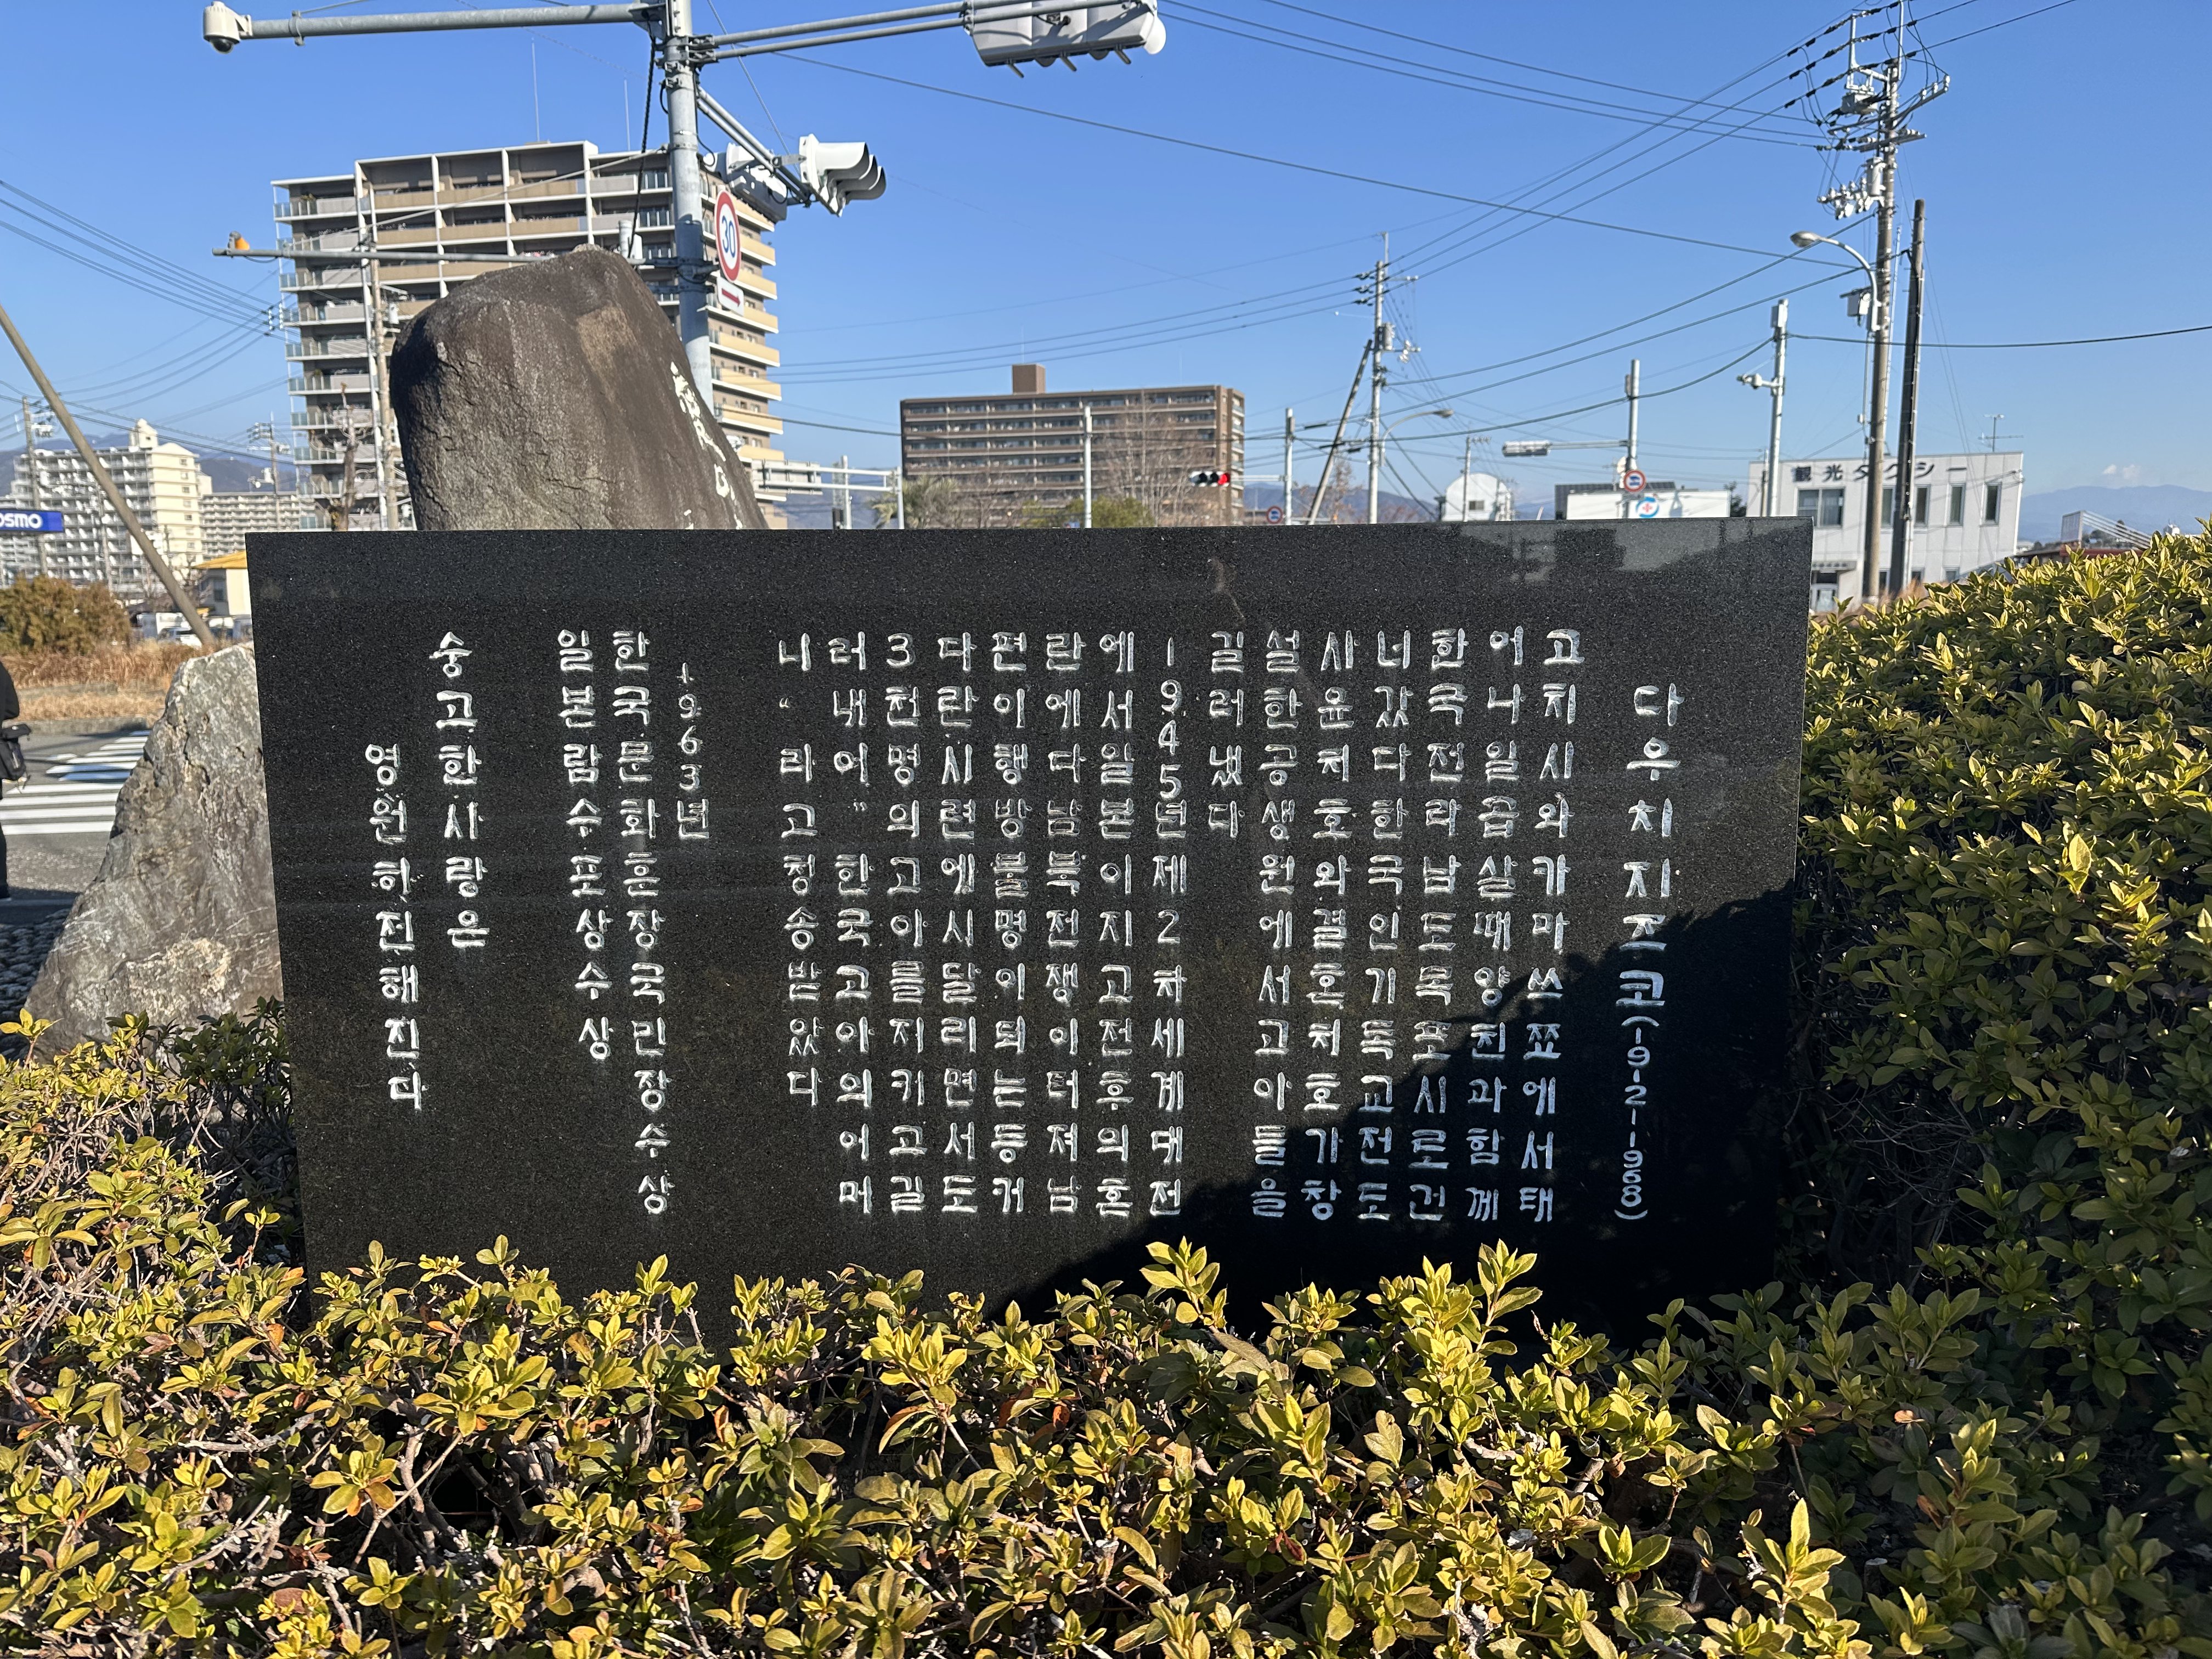 다우치지즈코(1912-1968)
고치시와카마쓰쬬에서태
어나일곱살때양친과함께
한국전라남도목포시로건
너갔다한국인기독교전도
사윤치호와결혼치호가창
설한공생원에서고아들을
길러냈다
1945년제2차세계대전
에서일본이지고전후의혼
란에다남북전쟁이터져남
편이행방불명이되는등커
다란시련에시달리면서도
3천명의고아를지키고길
러내어”한국고아의어머
니“라고칭송받았다
1963년
한국문화훈장국민장수상
일본람수포상수상
숭고한사랑은
영원히전해진다
30
観光タクシー
OSMO